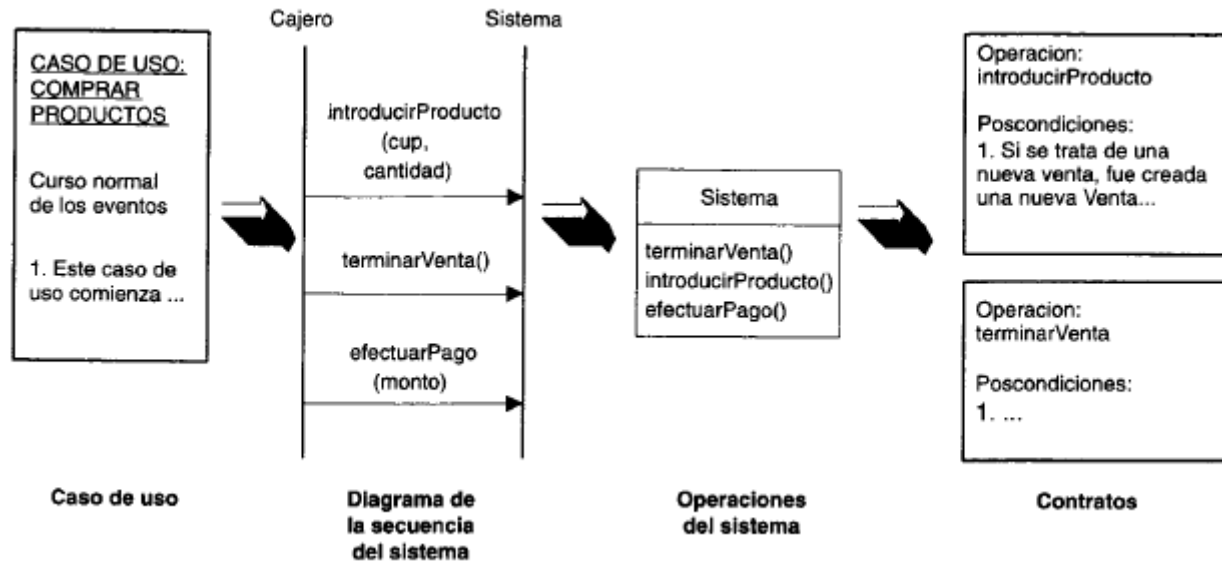 CASO DE USO:
COMPRAR
PRODUCTOS
Curso normal
de los eventos
1. Este caso de
uso comienza ...
Caso de uso
Cajero
Sistema
introducirProducto
(cup,
cantidad)
terminarVenta()
efectuarPago
(monto)
Diagrama de
la secuencia
del sistema
Sistema
terminarVenta()
introducirProducto()
efectuarPago()
Operaciones
del sistema
Operacion:
introducirProducto
Poscondiciones:
1. Si se trata de una
nueva venta, fue creada
una nueva Venta...
Operacion:
terminarVenta
Poscondiciones:
1. ...
Contratos